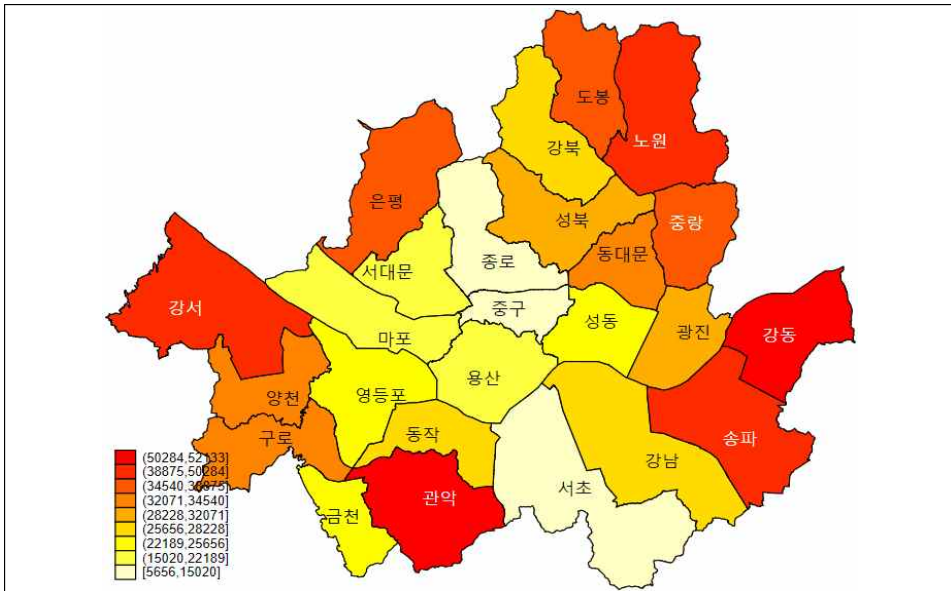 도봉
노원
강북
은평
성북
중랑
동대문
서대문
종로
강서
중구
성동
광진
강동
마포
용산
양천
영등포
구로
동작
송파
강남
관악
서초
금천
(50284,52133]
(38875,50284]
(34540,38875]
(32071,34540]
(28228,32071]
(25656,28228]
(22189,25656]
(15020,22189]
[5656,15020]